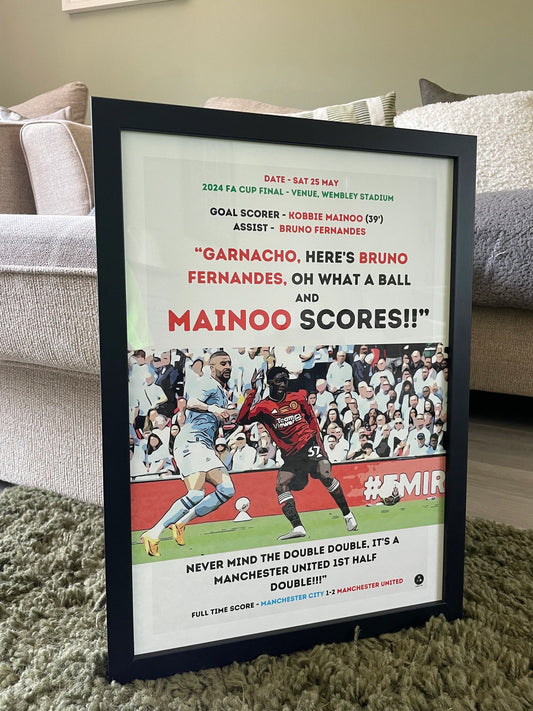 DATE - SAT 25 MAY
2024 FA CUP FINAL - VENUE, WEMBLEY STADIUM
GOAL SCORER - KOBBIE MAINOO (39')
ASSIST - BRUNO FERNANDES
"GARNACHO, HERE'S BRUNO
FERNANDES, OH WHAT A BALL
AND
MAINOO SCORES!!"
37
#EMIR
NEVER MIND THE DOUBLE DOUBLE, IT'S A
MANCHESTER UNITED 1ST HALF
DOUBLE!!!"
FULL TIME SCORE - MANCHESTER CITY 1-2 MANCHESTER UNITED